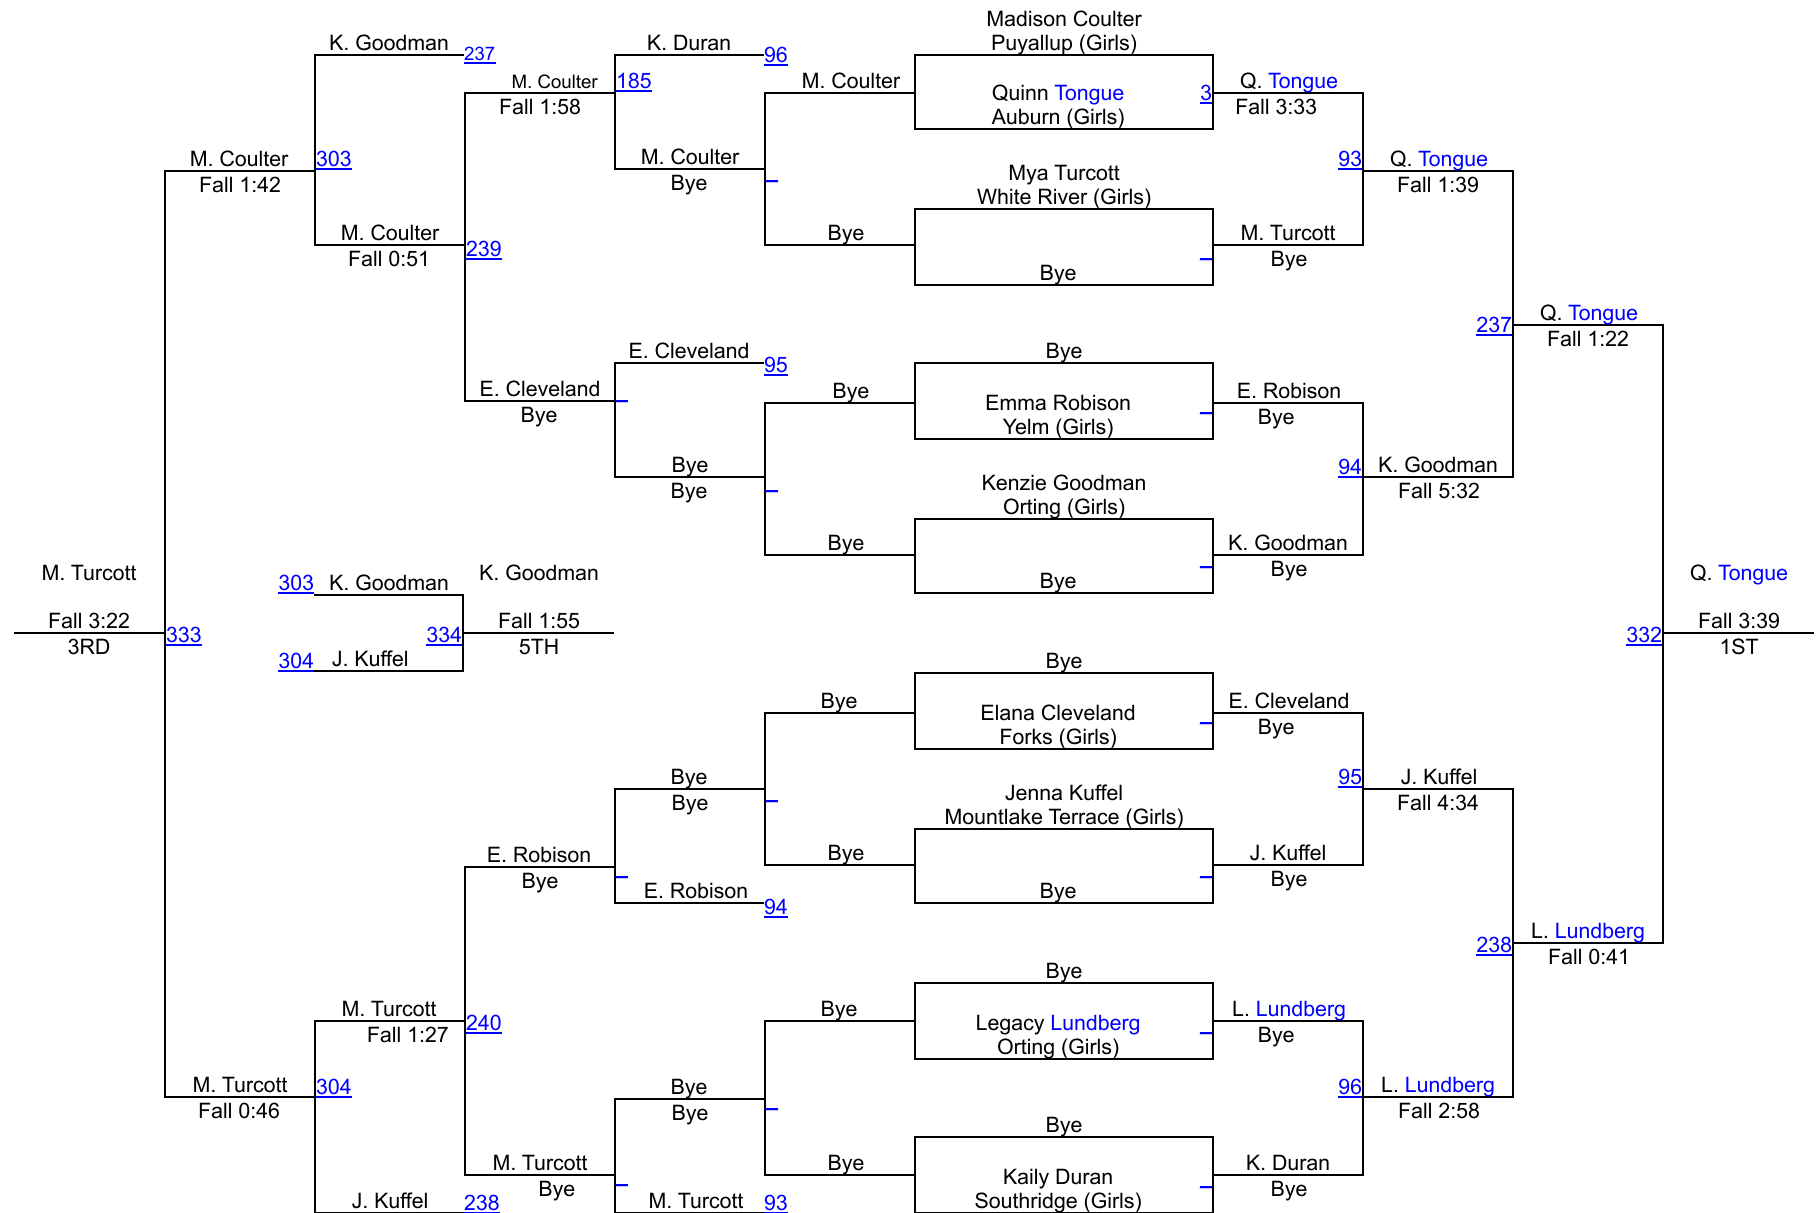 Madison Coulter
K. Goodman
237
K. Duran
96
Puyallup (Girls)
M. Coulter
185
M. Coulter
Quinn Tongue
3
Q. Tongue
Fall 1:58
Auburn (Girls)
Fall 3:33
M. Coulter
303
M. Coulter
Mya Turcott
93
Q. Tongue
Fall 1:42
Bye
White River (Girls)
Fall 1:39
M. Coulter
239
Bye
M. Turcott
Fall 0:51
Bye
Bye
237
Q. Tongue
Fall 1:22
E. Cleveland
95
Bye
E. Cleveland
Bye
Bye
Emma Robison
Yelm (Girls)
E. Robison
Bye
Bye
Bye
Kenzie Goodman
Orting (Girls)
94
K. Goodman
Fall 5:32
Bye
K. Goodman
Bye
Bye
M. Turcott
303
K. Goodman
K. Goodman
Q. Tongue
Fall 3:22
333
334
Fall 1:55
332
Fall 3:39
3RD
304
J. Kuffel
5TH
1ST
Bye
Bye
Elana Cleveland
Forks (Girls)
E. Cleveland
Bye
Bye
Bye
Jenna Kuffel
Mountlake Terrace (Girls)
95
J. Kuffel
Fall 4:34
E. Robison
Bye
Bye
J. Kuffel
Bye
E. Robison
94
Bye
238
L. Lundberg
Fall 0:41
Bye
M. Turcott
240
Bye
Legacy Lundberg
L. Lundberg
Fall 1:27
Orting (Girls)
Bye
M. Turcott
304
Bye
96
L. Lundberg
Fall 0:46
Bye
Fall 2:58
Bye
M. Turcott
Bye
Bye
Kaily Duran
K. Duran
Bye
J. Kuffel
238
M. Turcott
93
Southridge (Girls)